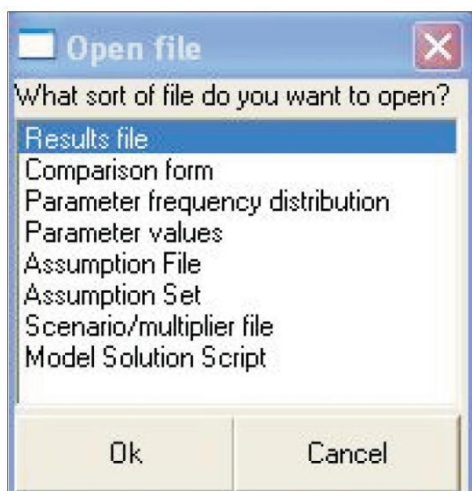 Open file
What sort of file do you want to open?
Results file
Comparison form
Parameter frequency distribution
Parameter values
Assumption File
Assumption Set
Scenario/multiplier file
Model Solution Script
Ok
Cancel